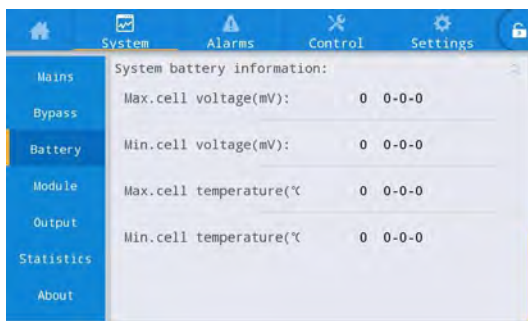 System Alarms Control Settings
Mains
Bypass
Battery
Module
Output
Statistics
About
System battery information:
Max.cell voltage(mV): 0 0-0-0
Min.cell voltage(mV): 0 0-0-0
Max.cell temperature(℃ 0 0-0-0
Min.cell temperature(℃ 0 0-0-0